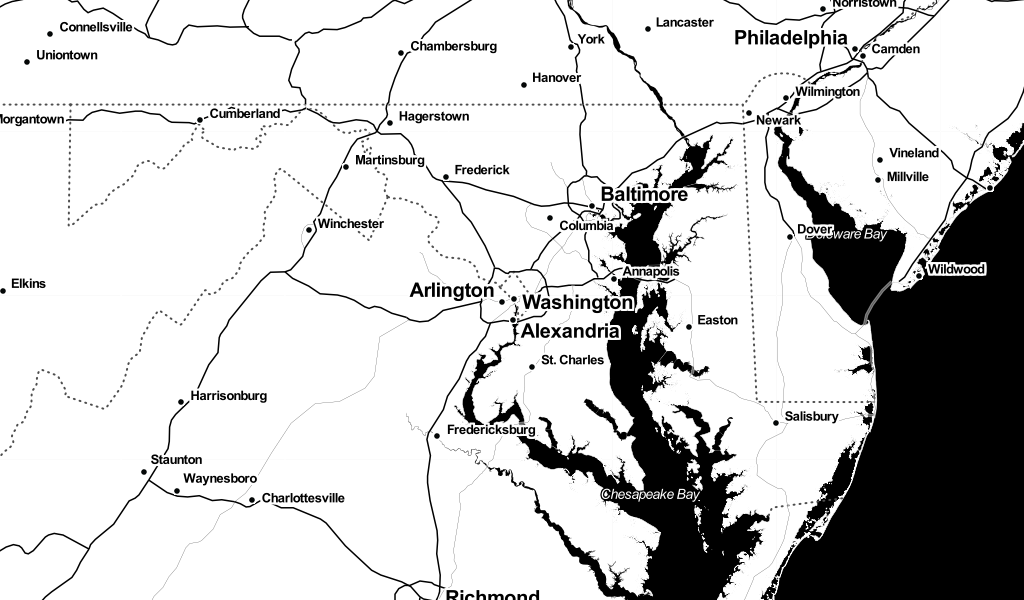 Norristown
Lancaster
Connellsville
Philadelphia
York
Chambersburg
Camden
Uniontown
Hanover
Wilmington
Cumberland
Hagerstown
Morgantown
Newark
Vineland
Martinsburg
Frederick
Millville
Baltimore
Winchester
Columbia
Dover
Delaware Bay
Wildwood
Annapolis
Elkins
Arlington
Washington
Easton
Alexandria
St. Charles
Harrisonburg
Salisbury
Fredericksburg
Staunton
Waynesboro
Chesapeake Bay
Charlottesville
Richmond